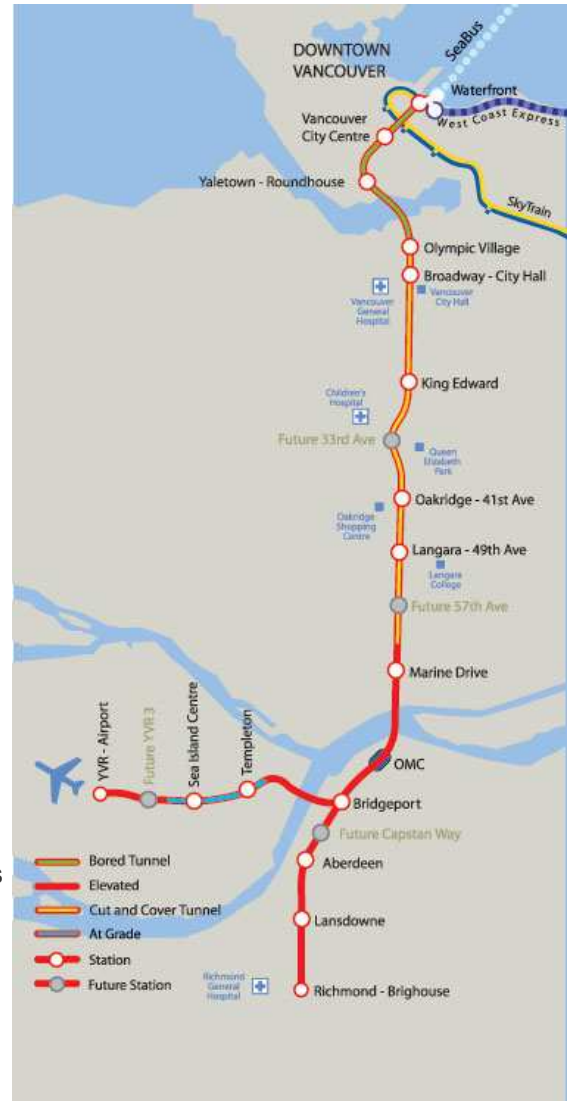 DOWNTOWN
VANCOUVER
SeaBus
Waterfront
West Coast Express
Vancouver
City Centre
SkyTrain
Yaletown - Roundhouse
Olympic Village
Broadway - City Hall
Vancouver
General
Hospital
Vancouver
City Hall
King Edward
Children's
Hospital
Future 33rd Ave
Queen
Elizabeth
Park
Oakridge - 41st Ave
Oakridge
Shopping
Centre
Langara - 49th Ave
Langara
College
Future 57th Ave
Marine Drive
YVR - Airport
Future YVR 3
Sea Island Centre
Templeton
OMC
Bridgeport
Future Capstan Way
Aberdeen
Lansdowne
Richmond - Brighouse
Richmond
General
Hospital
Bored Tunnel
Elevated
Cut and Cover Tunnel
At Grade
Station
Future Station
s